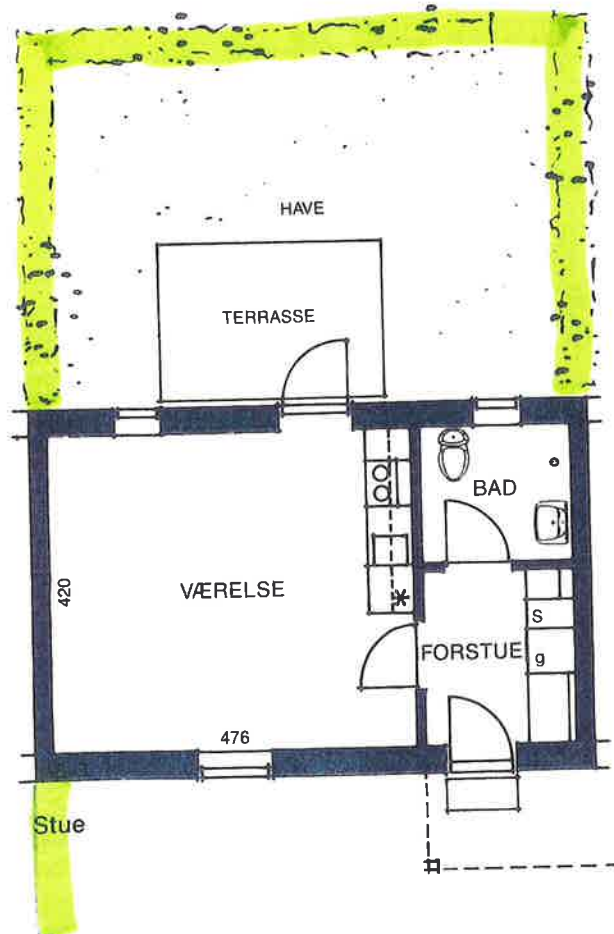 HAVE
TERRASSE
BAD
VÆRELSE
420
S
FORSTUE
g
476
Stue